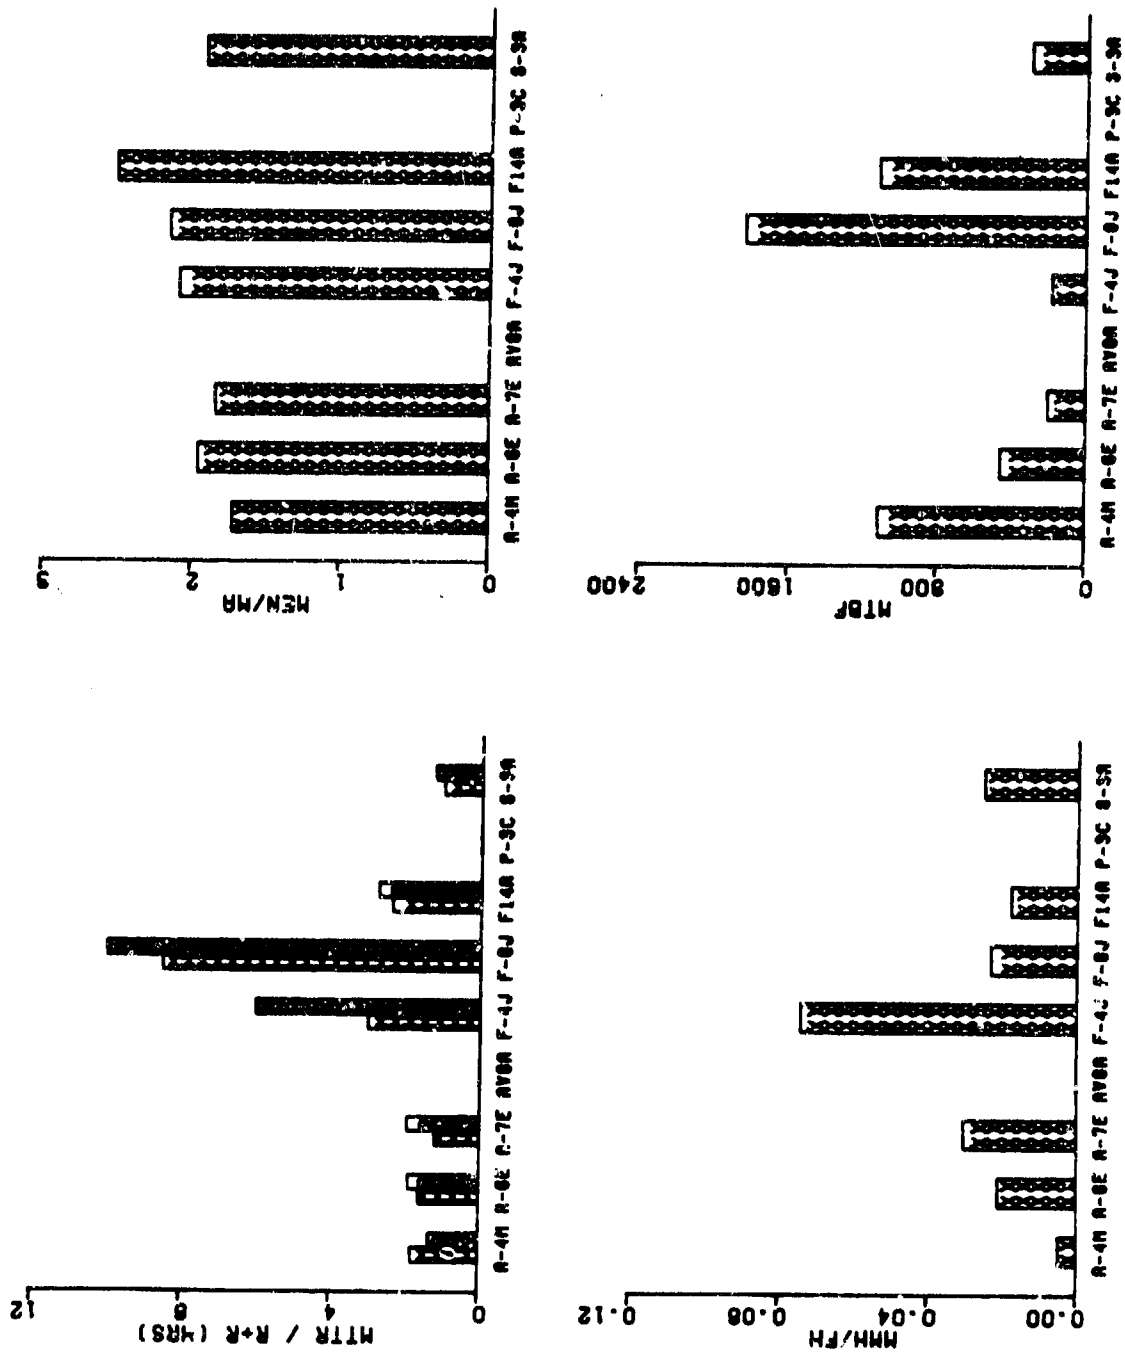 MTTR / R+R (HRS)
12
8
4
0
A-4M A-6E A-7E AV8A F-4J F-8J F14A P-3C S-3A
MEN/MA
3
2
1
0
A-4M A-6E A-7E AV8A F-4J F-8J F14A P-3C S-3A
MMH/FH
0.12
0.08
0.04
0.00
A-4M A-6E A-7E AV8A F-4J F-8J F14A P-3C S-3A
MTBF
2400
1600
800
0
A-4M A-6E A-7E AV8A F-4J F-8J F14A P-3C S-3A